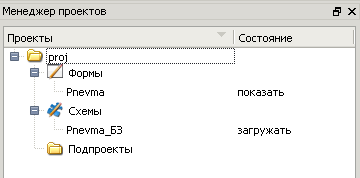 Менеджер проектов
Проекты Состояние
proj
Формы
Pnevma показать
Схемы
Pnevma_БЗ загружать
Подпроекты